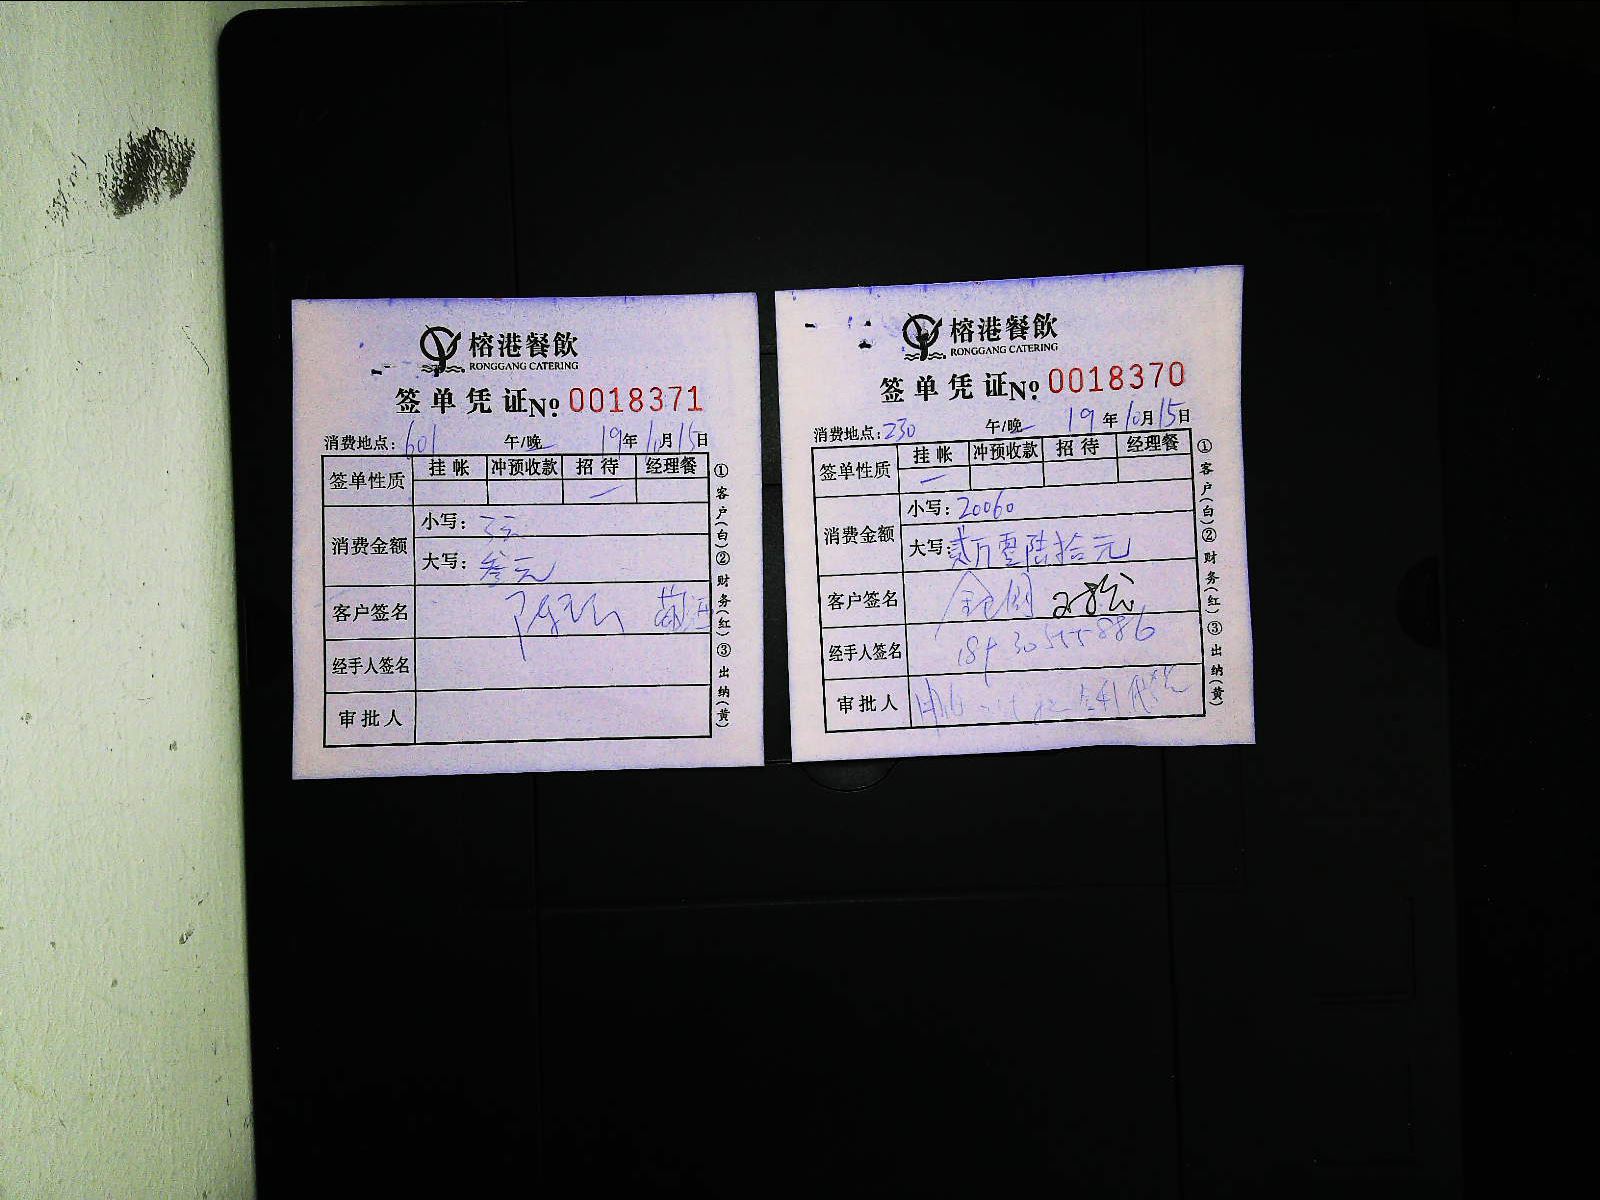 榕港餐飲
RONGGANG CATERING
签单凭证 No. 0018371
消费地点: 601 午/晚 19年10月15日
签单性质 挂帐 冲预收款 招待 经理餐
消费金额 小写: 3元
大写: 叁元
客户签名
经手人签名
审批人
①客户(白)②财务(红)③出纳(黄)
榕港餐飲
RONGGANG CATERING
签单凭证 No. 0018370
消费地点: 230 午/晚 19年10月15日
签单性质 挂帐 冲预收款 招待 经理餐
消费金额 小写: 20060
大写: 贰万零陆拾元
客户签名
经手人签名
审批人
①客户(白)②财务(红)③出纳(黄)